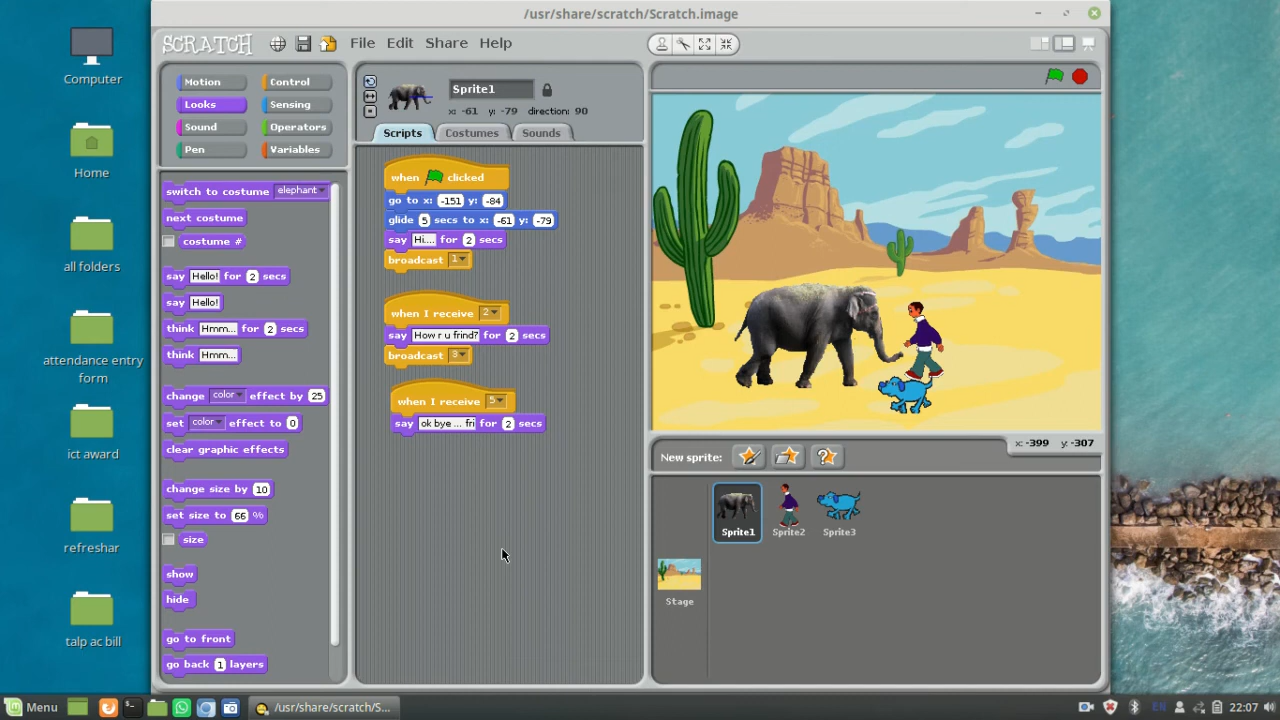 /usr/share/scratch/Scratch.image
SCRATCH File Edit Share Help
Computer
Home
all folders
attendance entry
form
ict award
refreshar
talp ac bill
Motion Control
Looks Sensing
Sound Operators
Pen Variables
switch to costume elephant
next costume
costume #
say Hello! for 2 secs
say Hello!
think Hmm... for 2 secs
think Hmm...
change color effect by 25
set color effect to 0
clear graphic effects
change size by 10
set size to 66 %
size
show
hide
go to front
go back 1 layers
Sprite1
x: -61 y: -79 direction: 90
Scripts Costumes Sounds
when clicked
go to x: -151 y: -84
glide 5 secs to x: -61 y: -79
say Hi.... for 2 secs
broadcast 1
when I receive 2
say How r u frind? for 2 secs
broadcast 3
when I receive 5
say ok bye ... fri for 2 secs
x: -399 y: -307
New sprite:
Sprite1 Sprite2 Sprite3
Stage
Menu /usr/share/scratch/S... EN 22:07